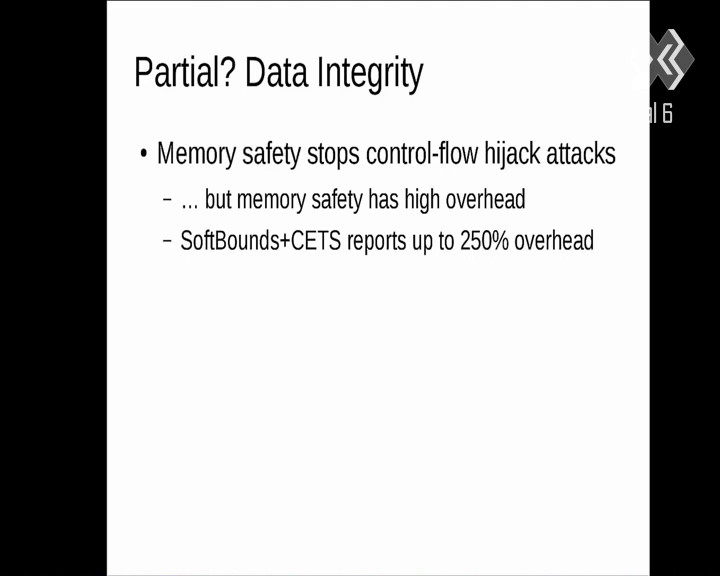 Partial? Data Integrity
• Memory safety stops control-flow hijack attacks
– … but memory safety has high overhead
– SoftBounds+CETS reports up to 250% overhead
al 6